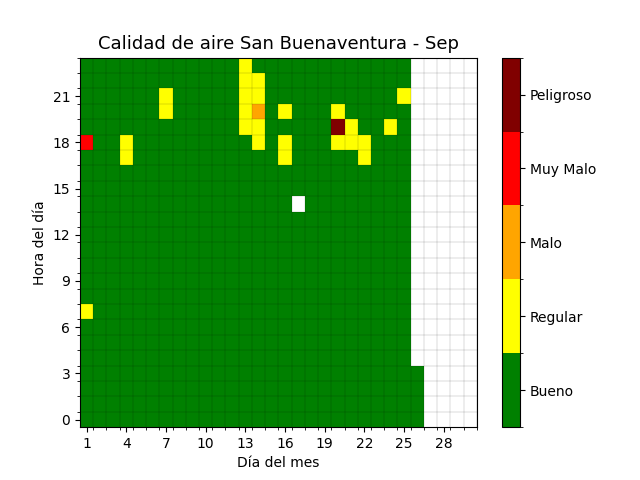 Calidad de aire San Buenaventura - Sep
Hora del día
21
18
15
12
9
6
3
0
1 4 7 10 13 16 19 22 25 28
Día del mes
Peligroso
Muy Malo
Malo
Regular
Bueno